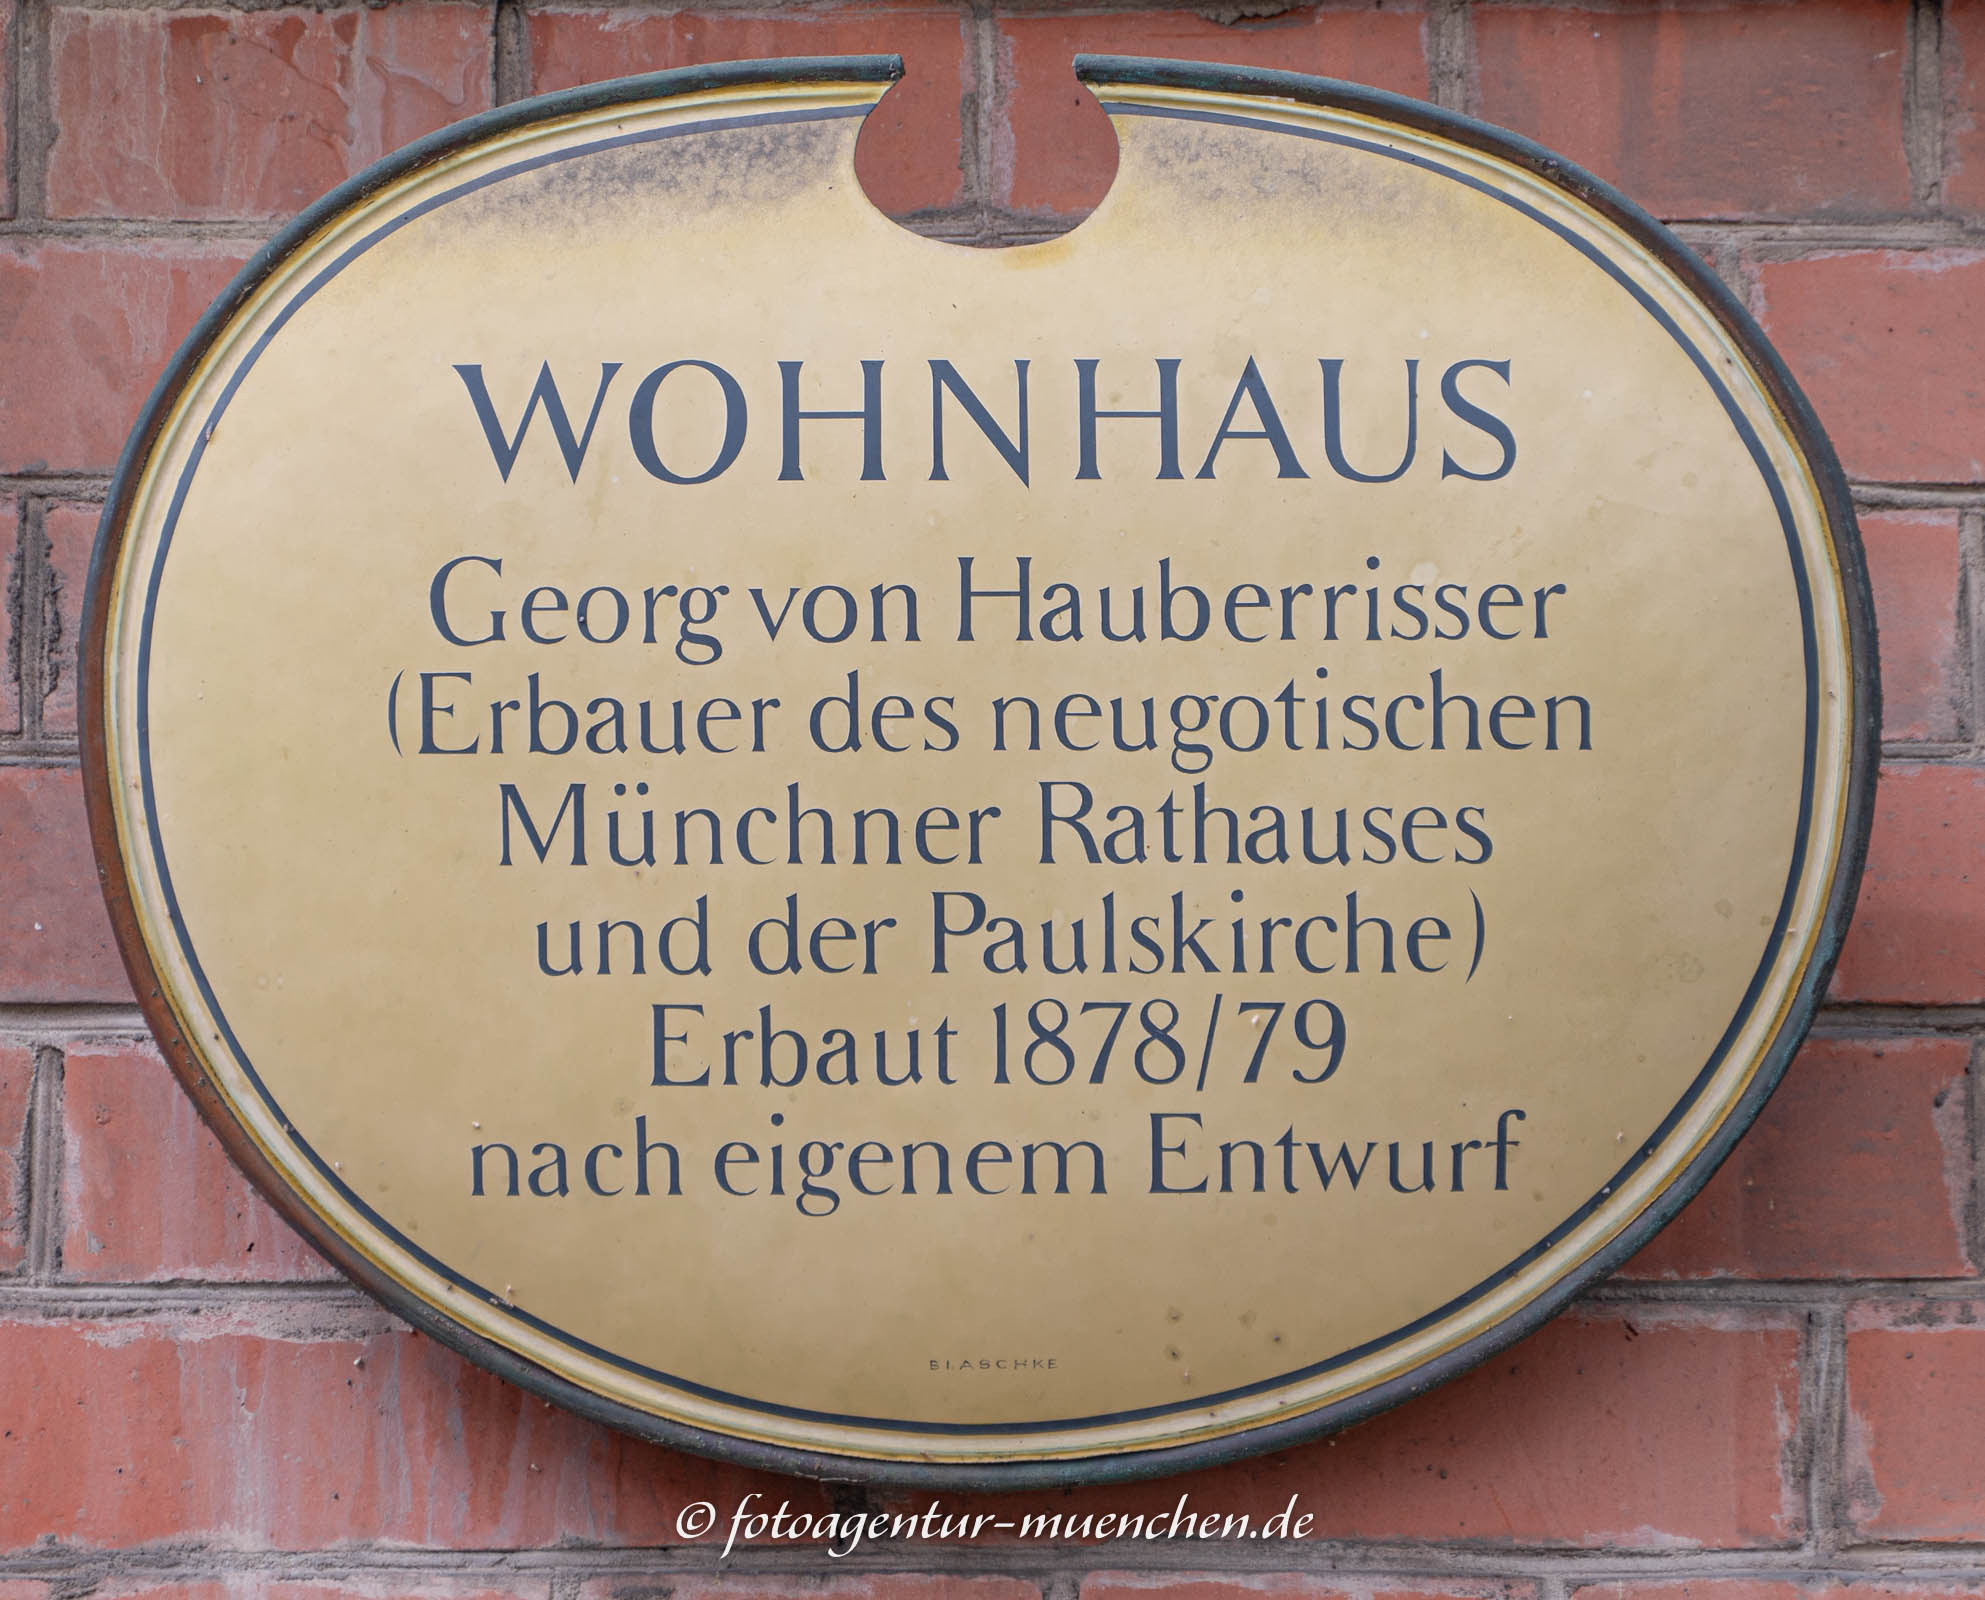 WOHNHAUS
Georg von Hauberrisser
(Erbauer des neugotischen
Münchner Rathauses
und der Paulskirche)
Erbaut 1878/79
nach eigenem Entwurf
BLASCHKE
© fotoagentur-muenchen.de